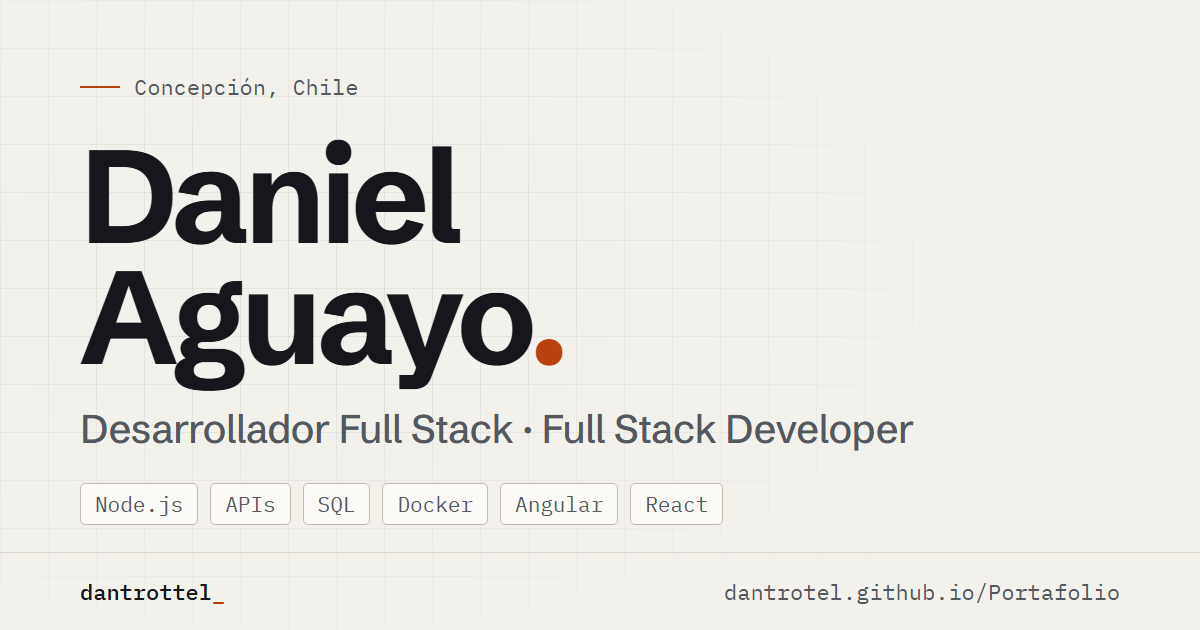 Concepción, Chile
Daniel
Aguayo.
Desarrollador Full Stack · Full Stack Developer
Node.js APIs SQL Docker Angular React
dantrottel_ dantrotel.github.io/Portafolio